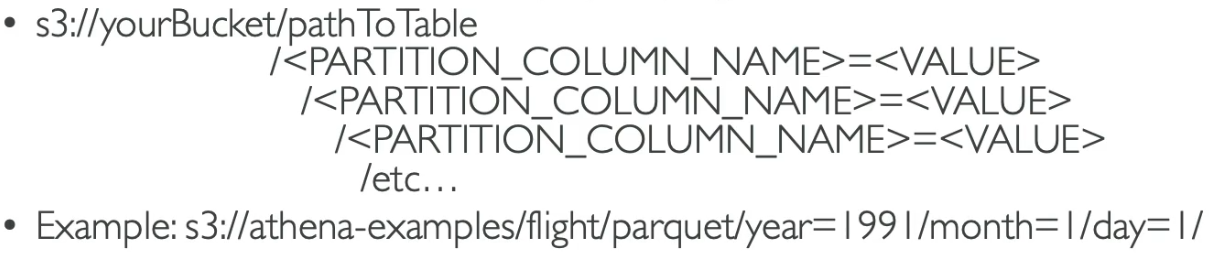 • s3://yourBucket/pathToTable
/<PARTITION_COLUMN_NAME>=<VALUE>
/<PARTITION_COLUMN_NAME>=<VALUE>
/<PARTITION_COLUMN_NAME>=<VALUE>
/etc…
• Example: s3://athena-examples/flight/parquet/year=1991/month=1/day=1/